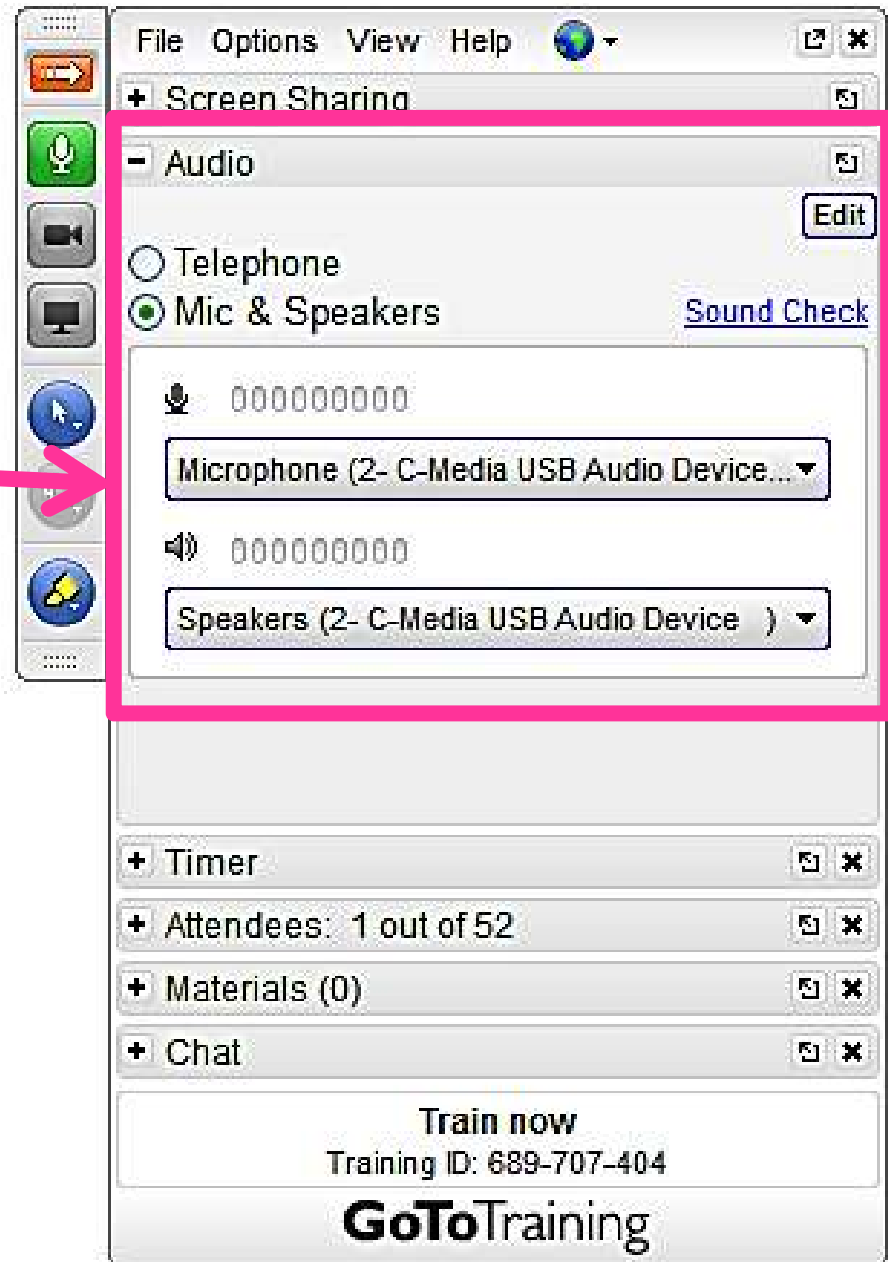 File Options View Help
Screen Sharing
Audio
Edit
Telephone
Mic & Speakers Sound Check
000000000
Microphone (2- C-Media USB Audio Device...
000000000
Speakers (2- C-Media USB Audio Device )
Timer
Attendees: 1 out of 52
Materials (0)
Chat
Train now
Training ID: 689-707-404
GoToTraining